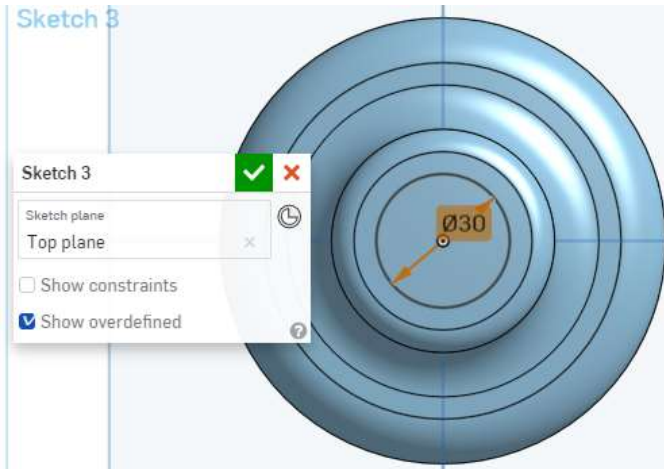 Sketch 3
Sketch 3
Sketch plane
Top plane
Show constraints
Show overdefined
Ø30